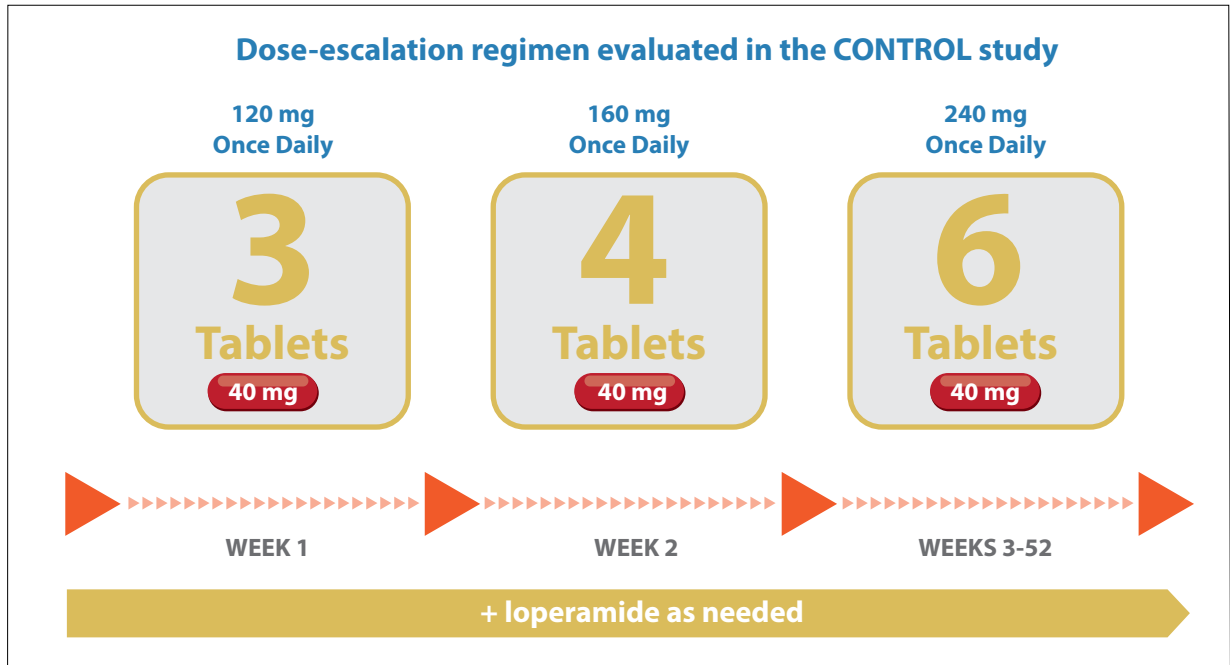 Dose-escalation regimen evaluated in the CONTROL study
120 mg
Once Daily
3
Tablets
40 mg
160 mg
Once Daily
4
Tablets
40 mg
240 mg
Once Daily
6
Tablets
40 mg
WEEK 1
WEEK 2
WEEKS 3-52
+ loperamide as needed